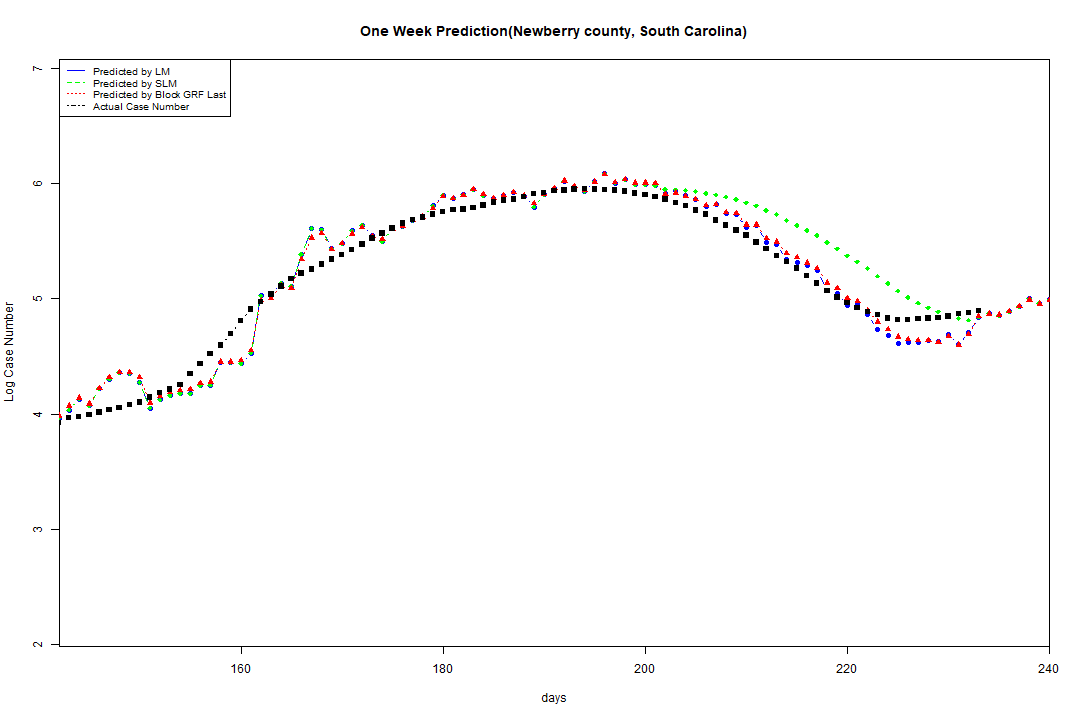 One Week Prediction(Newberry county, South Carolina)
Predicted by LM
Predicted by SLM
Predicted by Block GRF Last
Actual Case Number
7
6
5
4
3
2
Log Case Number
160
180
200
220
240
days